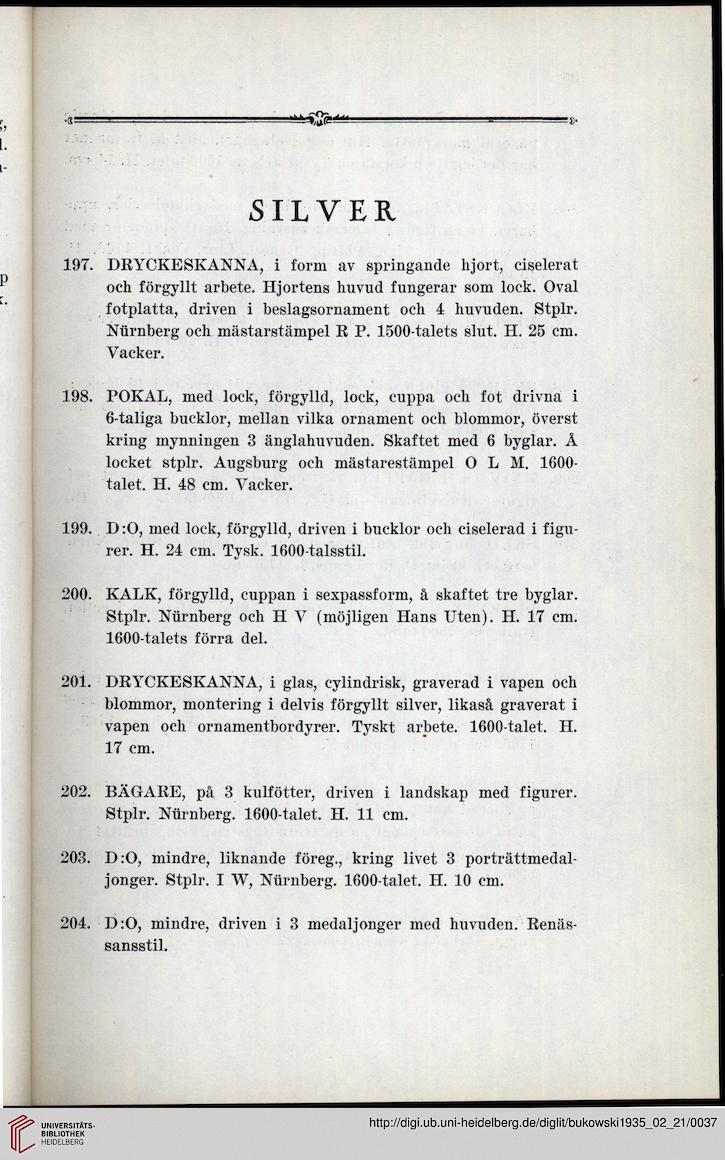 SILVER
197. DRYCKESKANNA, i form av springande hjort, ciselerat
och förgyllt arbete. Hjortens huvud fungerar som lock. Oval
fotplatta, driven i beslagsornament och 4 huvuden. Stplr.
Nürnberg och mästarstämpel R P. 1500-talets slut. H. 25 cm.
Vacker.
198. POKAL, med lock, förgylld, lock, cuppa och fot drivna i
6-taliga bucklor, mellan vilka ornament och blommor, överst
kring mynningen 3 änglahuvuden. Skaftet med 6 byglar. Å
locket stplr. Augsburg och mästarestämpel O L M. 1600-
talet. H. 48 cm. Vacker.
199. D:O, med lock, förgylld, driven i bucklor och ciselerad i figu-
rer. H. 24 cm. Tysk. 1600-talsstil.
200. KALK, förgylld, cuppan i sexpassform, å skaftet tre byglar.
Stplr. Nürnberg och H V (möjligen Hans Uten). H. 17 cm.
1600-talets förra del.
201. DRYCKESKANNA, i glas, cylindrisk, graverad i vapen och
blommor, montering i delvis förgyllt silver, likaså graverat i
vapen och ornamentbordyrer. Tyskt arbete. 1600-talet. H.
17 cm.
202. BÄGARE, på 3 kulfötter, driven i landskap med figurer.
Stplr. Nürnberg. 1600-talet. H. 11 cm.
203. D:O, mindre, liknande föreg., kring livet 3 porträttmedal-
jonger. Stplr. I W, Nürnberg. 1600-talet. H. 10 cm.
204. D:O, mindre, driven i 3 medaljonger med huvuden. Renäs-
sansstil.
UNIVERSITÄTS-
BIBLIOTHEK
HEIDELBERG
http://digi.ub.uni-heidelberg.de/diglit/bukowski1935_02_21/0037